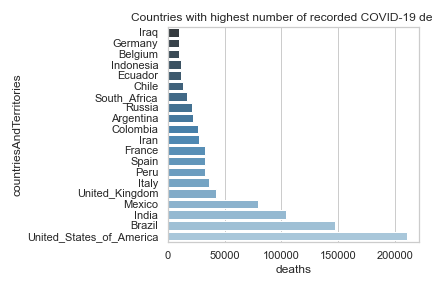 Countries with highest number of recorded COVID-19 de
Iraq
Germany
Belgium
Indonesia
Ecuador
Chile
South_Africa
Russia
Argentina
Colombia
Iran
France
Spain
Peru
Italy
United_Kingdom
Mexico
India
Brazil
United_States_of_America
countriesAndTerritories
0 50000 100000 150000 200000
deaths